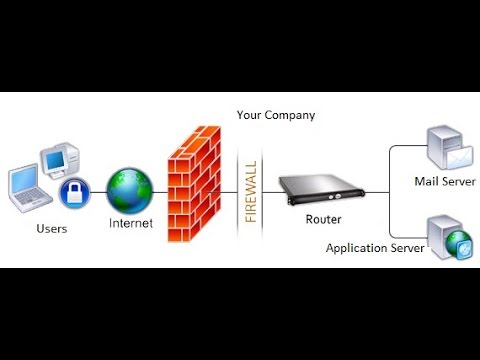 Your Company
Users
Internet
FIREWALL
Router
Mail Server
Application Server